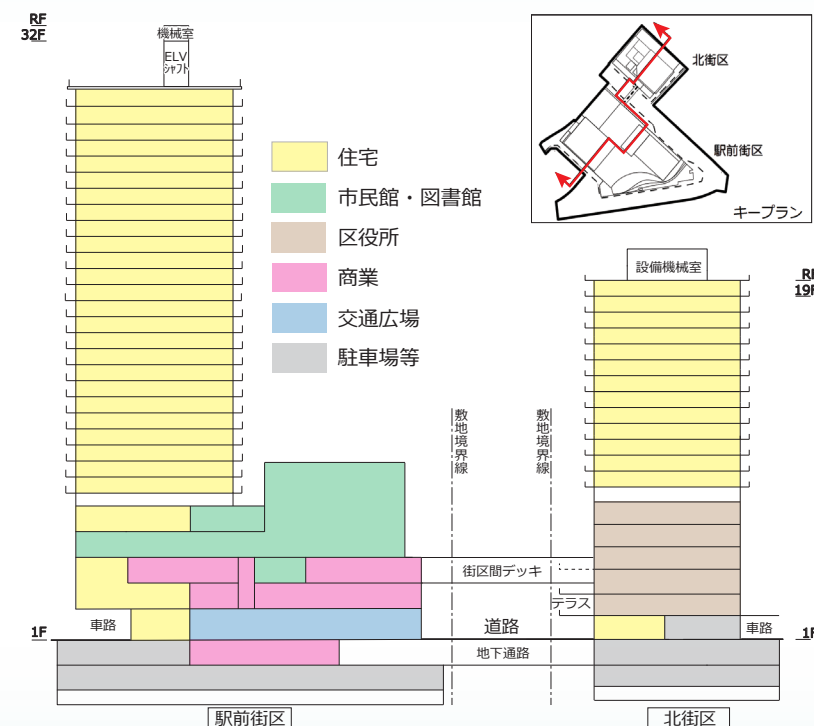 RF
32F
機械室
ELV
シャフト
住宅
市民館・図書館
区役所
商業
交通広場
駐車場等
北街区
駅前街区
キープラン
設備機械室
RF
19F
敷地境界線
敷地境界線
街区間デッキ
テラス
車路
道路
車路
1F
1F
地下通路
駅前街区
北街区